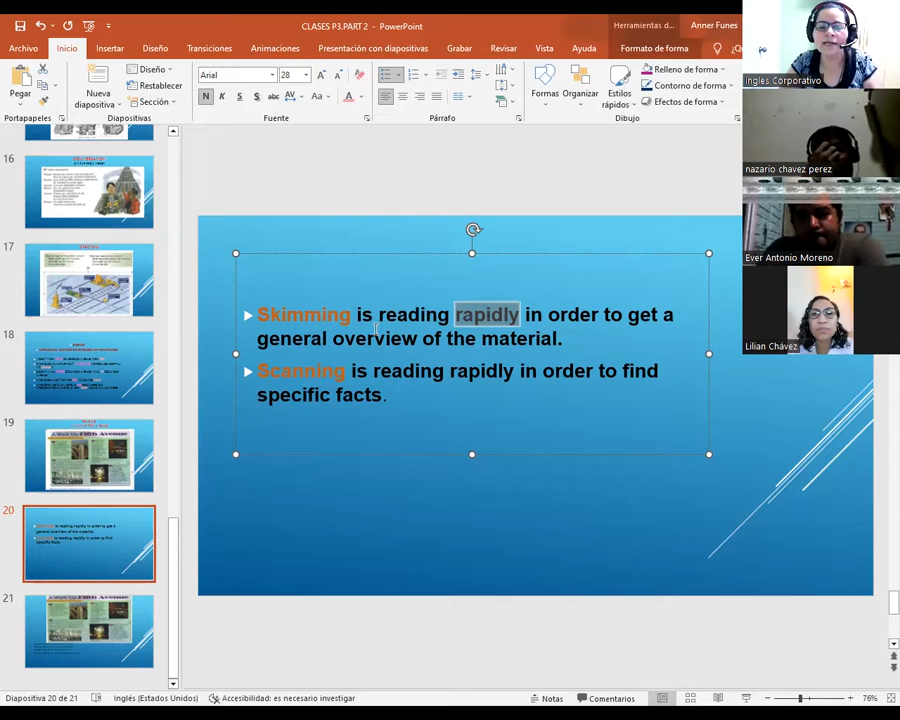 CLASES P3.PART 2 - PowerPoint
Herramientas d...
Anner Funes
Archivo
Inicio
Insertar
Diseño
Transiciones
Animaciones
Presentación con diapositivas
Grabar
Revisar
Vista
Ayuda
Formato de forma
Pegar
Portapapeles
Nueva
diapositiva
Diseño
Restablecer
Sección
Diapositivas
Arial
28
N K S S abc AV Aa A
Fuente
Párrafo
Formas
Organizar
Estilos
rápidos
Relleno de forma
Contorno de forma
Efectos de forma
Dibujo
Ingles Corporativo
nazario chavez perez
Ever Antonio Moreno
Lilian Chávez
16
17
18
19
20
21
Skimming is reading rapidly in order to get a
general overview of the material.
Scanning is reading rapidly in order to find
specific facts.
Diapositiva 20 de 21
Inglés (Estados Unidos)
Accesibilidad: es necesario investigar
Notas
Comentarios
76%